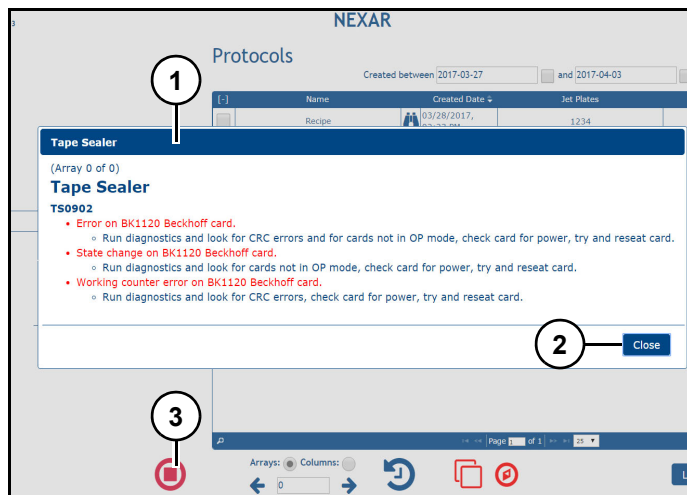 3
NEXAR
Protocols
Created between 2017-03-27 and 2017-04-03
[-] Name Created Date Jet Plates
Recipe 03/28/2017, 1234
1
Tape Sealer
(Array 0 of 0)
Tape Sealer
TS0902
Error on BK1120 Beckhoff card.
Run diagnostics and look for CRC errors and for cards not in OP mode, check card for power, try and reseat card.
State change on BK1120 Beckhoff card.
Run diagnostics and look for cards not in OP mode, check card for power, try and reseat card.
Working counter error on BK1120 Beckhoff card.
Run diagnostics and look for CRC errors, check card for power, try and reseat card.
2
Close
3
Page 1 of 1 25
Arrays: Columns:
0
L